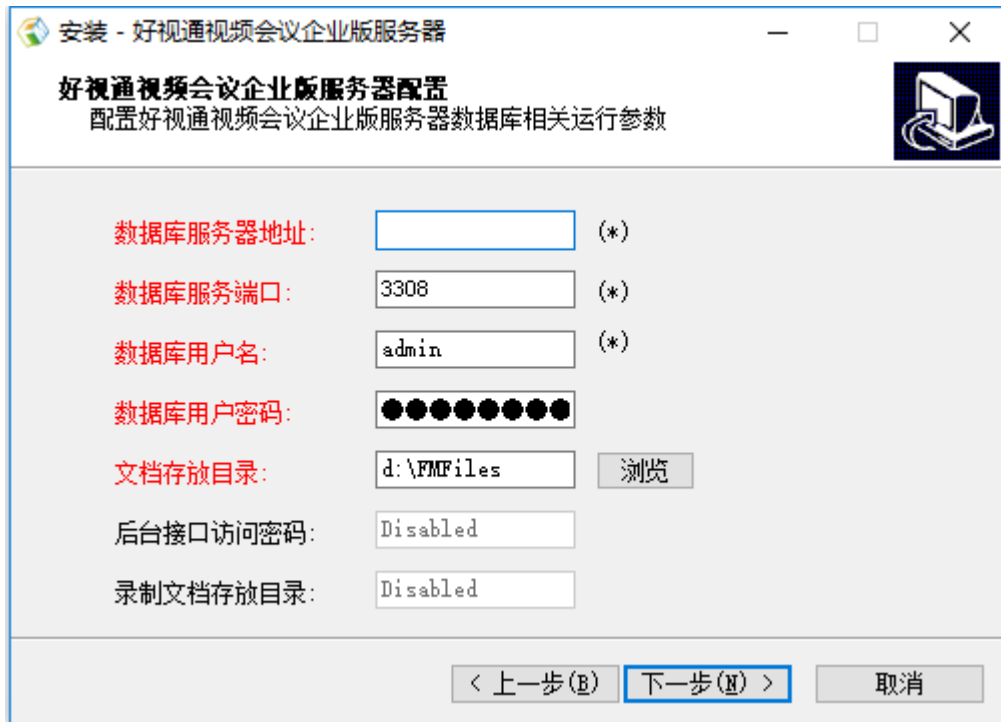 安装 - 好视通视频会议企业版服务器
好视通视频会议企业版服务器配置
配置好视通视频会议企业版服务器数据库相关运行参数
数据库服务器地址: (*)
数据库服务端口: 3308 (*)
数据库用户名: admin (*)
数据库用户密码: ●●●●●●●●
文档存放目录: d:\FMFiles 浏览
后台接口访问密码: Disabled
录制文档存放目录: Disabled
< 上一步(B) 下一步(N) > 取消